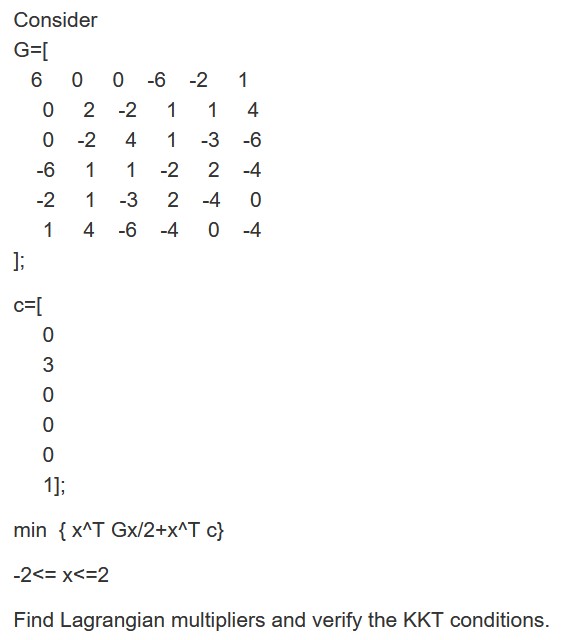 Consider
G=[
6 0 0 -6 -2 1
0 2 -2 1 1 4
0 -2 4 1 -3 -6
-6 1 1 -2 2 -4
-2 1 -3 2 -4 0
1 4 -6 -4 0 -4
];
c=[
0
3
0
0
0
1];
min { x^T Gx/2+x^T c}
-2<= x<=2
Find Lagrangian multipliers and verify the KKT conditions.